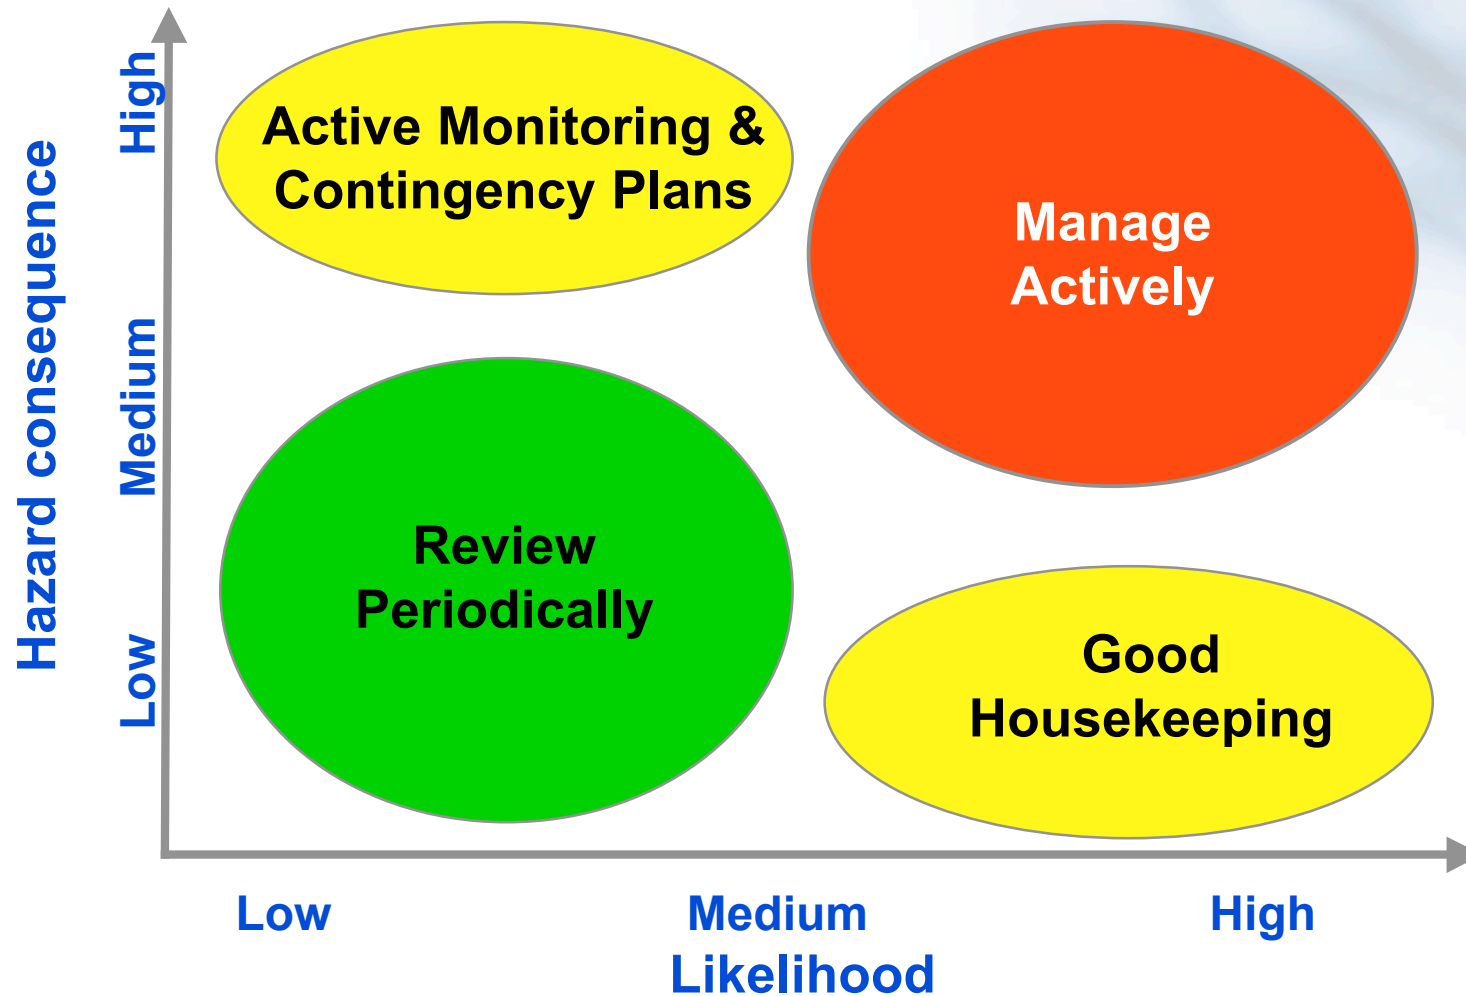 Hazard consequence
High
Medium
Low
Active Monitoring &
Contingency Plans
Manage
Actively
Review
Periodically
Good
Housekeeping
Low
Medium
High
Likelihood